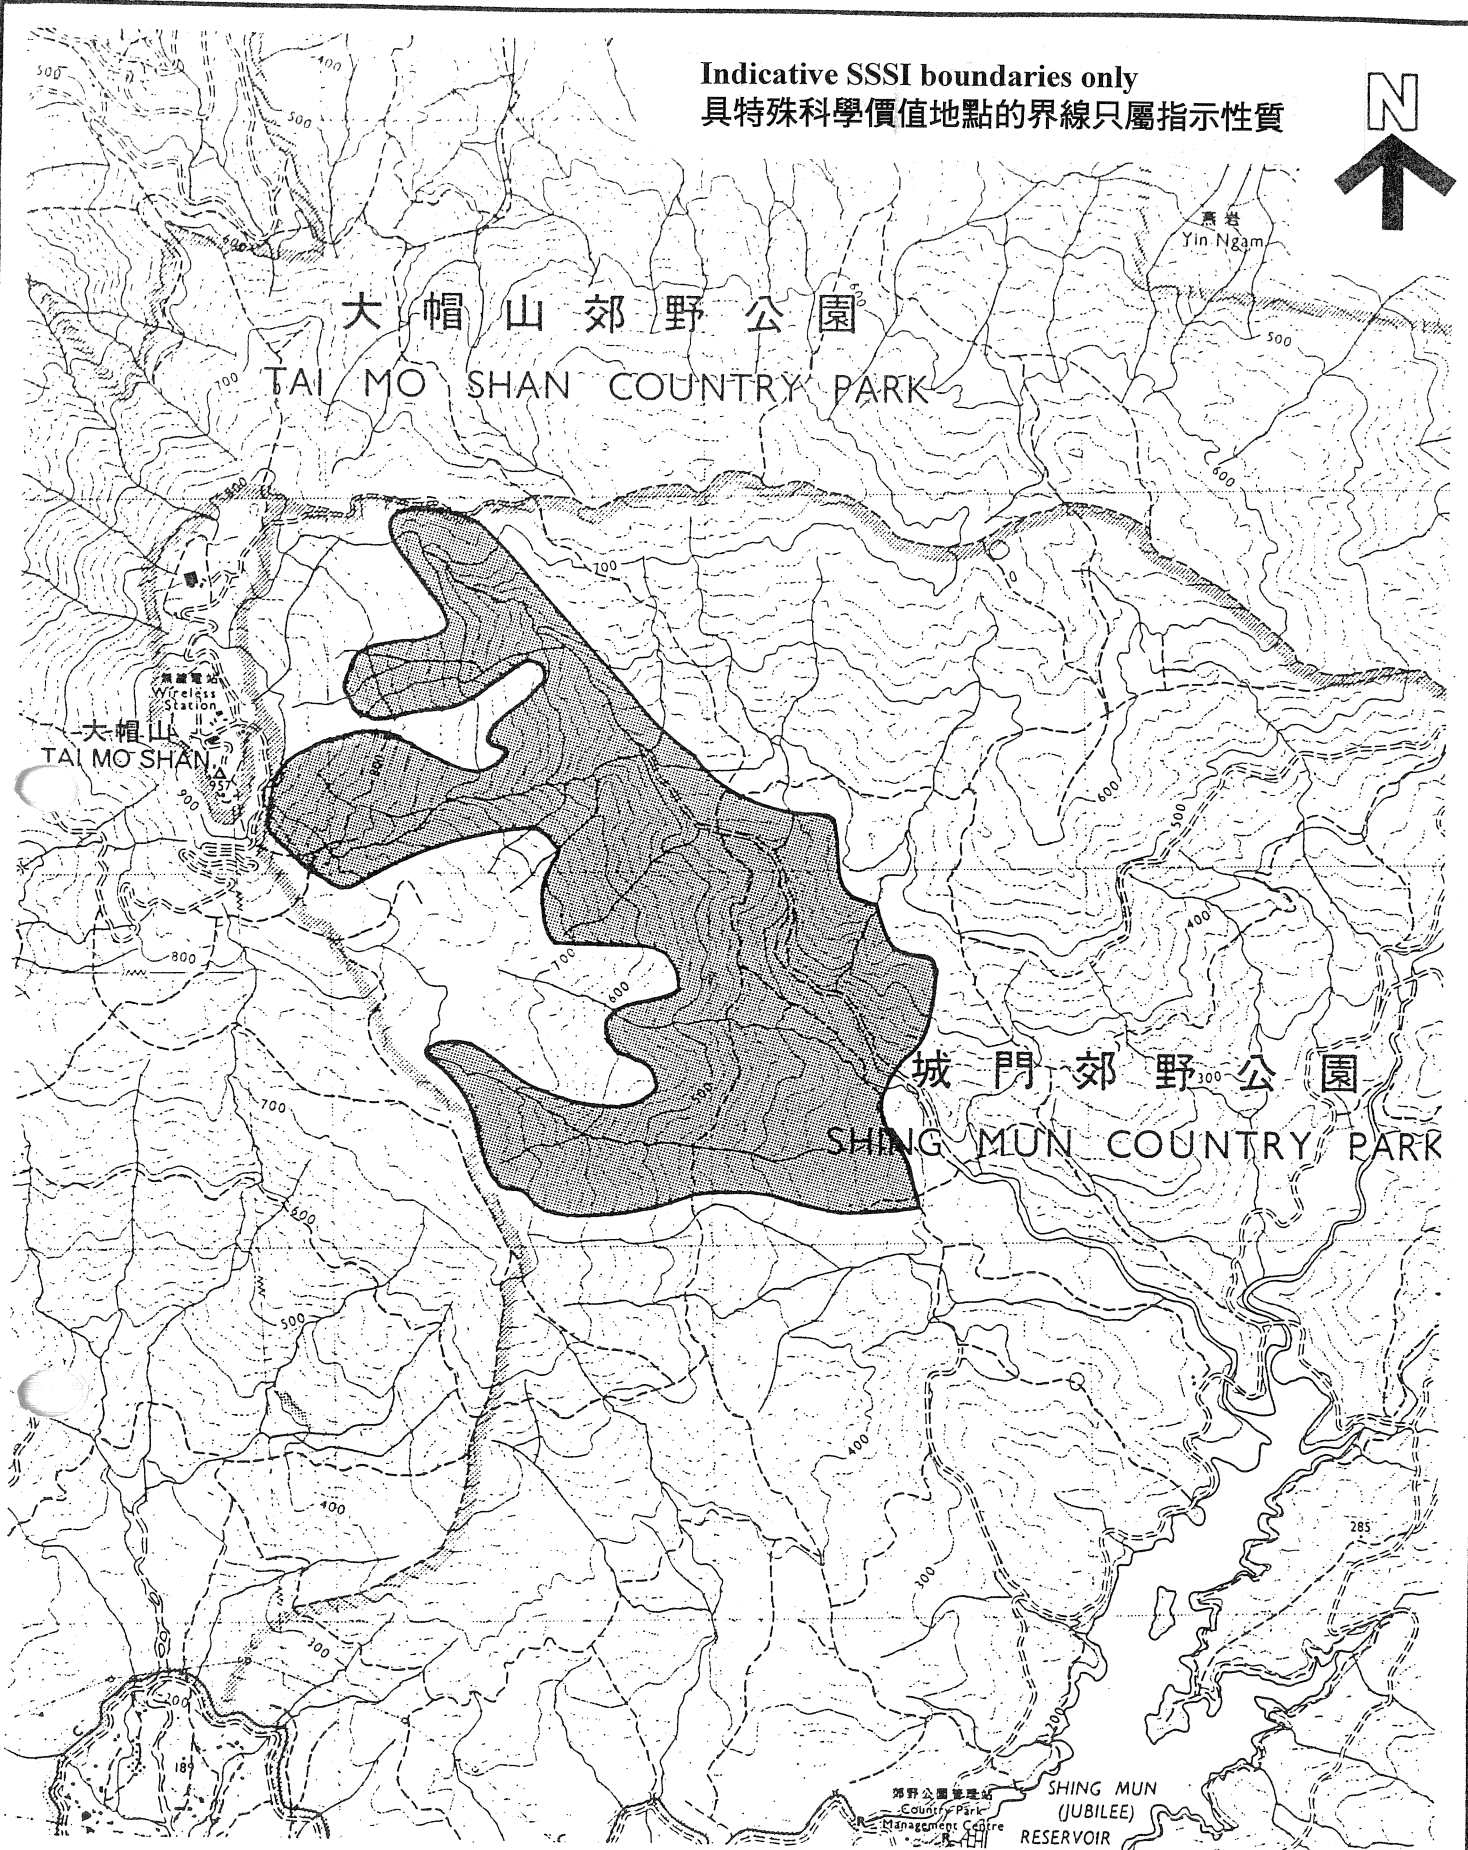 Indicative SSSI boundaries only
具特殊科學價值地點的界線只屬指示性質
N
400
500
500
燕岩
Yin Ngam
600
大帽山郊野公園
500
700
TAI MO SHAN COUNTRY PARK
600
800
700
無線電站
Wireless
Station
大帽山
TAI MO SHAN
957
900
600
500
400
800
700
600
城門郊野公園
300
700
500
SHING MUN COUNTRY PARK
600
500
400
400
285
300
300
200
200
189
郊野公園管理站
Country Park
Management Centre
SHING MUN
(JUBILEE)
RESERVOIR